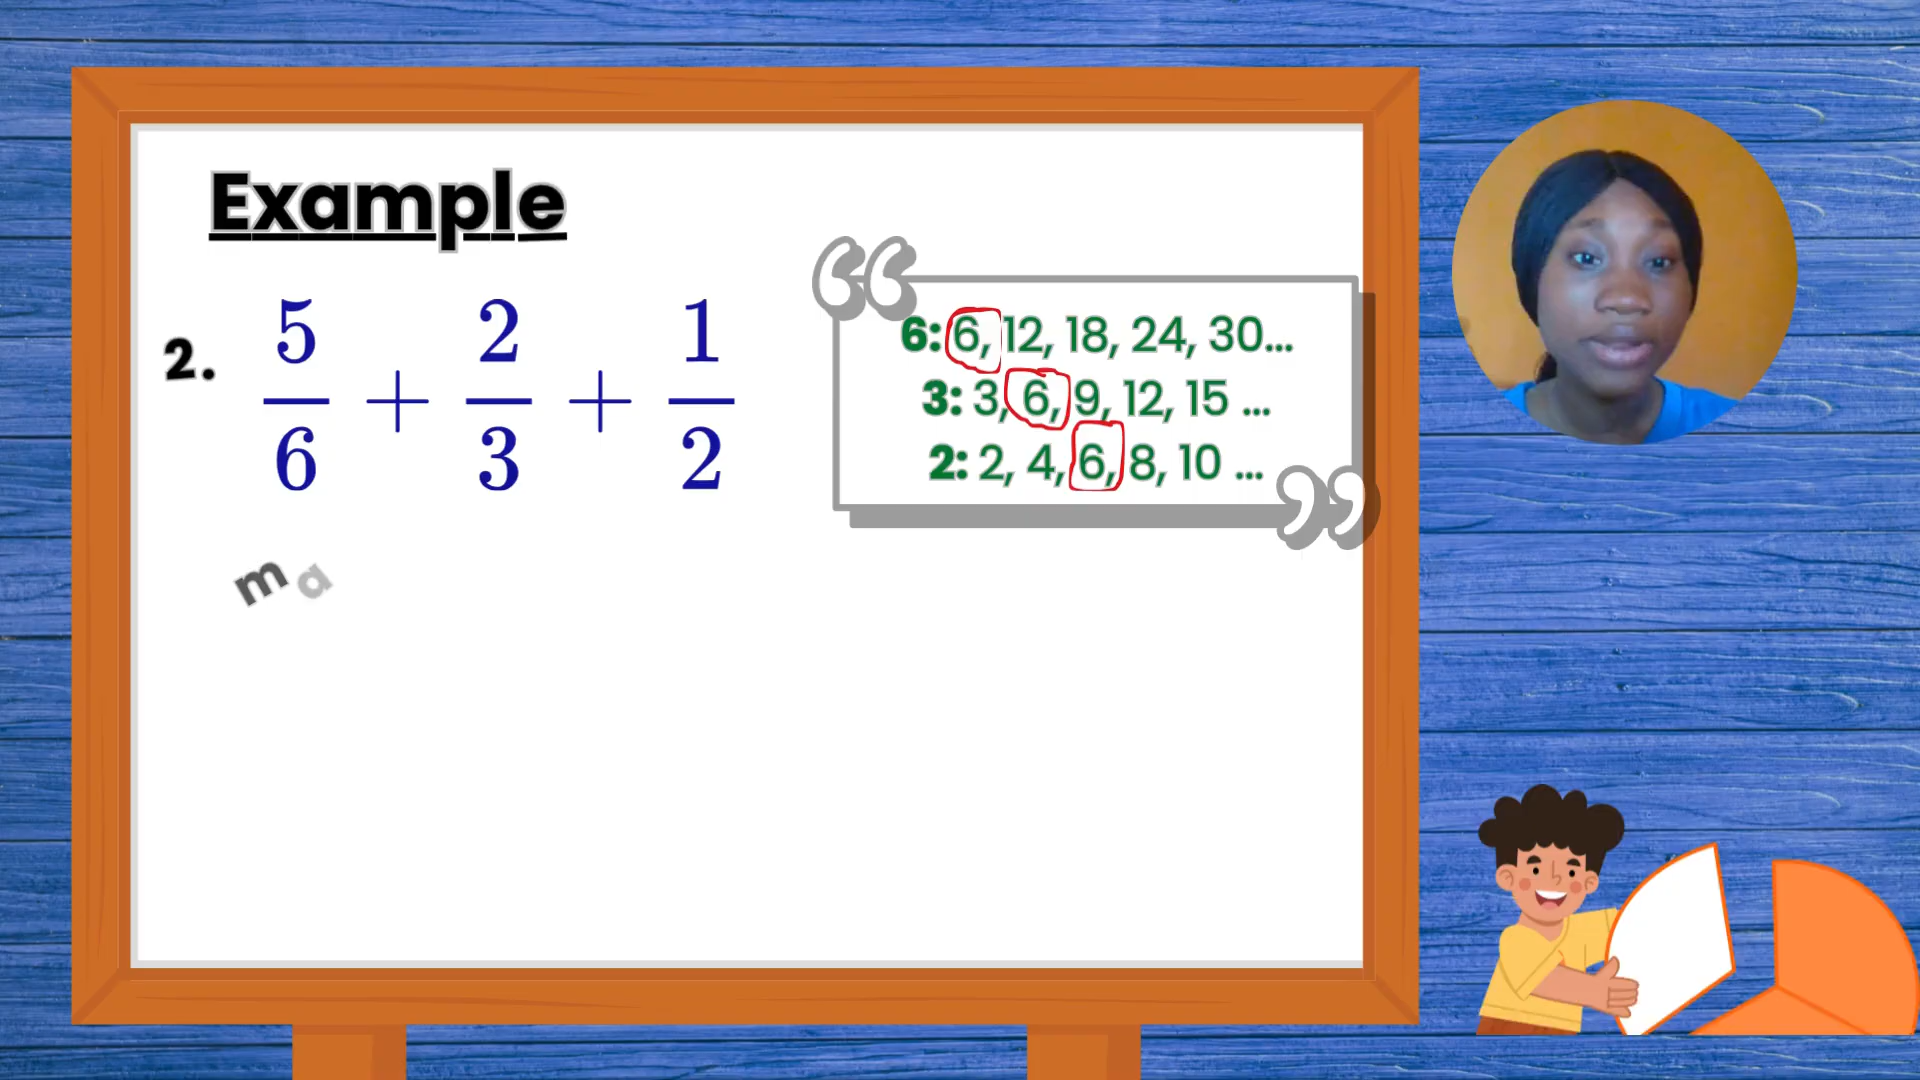 Example
2. 5/6 + 2/3 + 1/2
6: 6, 12, 18, 24, 30...
3: 3, 6, 9, 12, 15 ...
2: 2, 4, 6, 8, 10 ...
ma